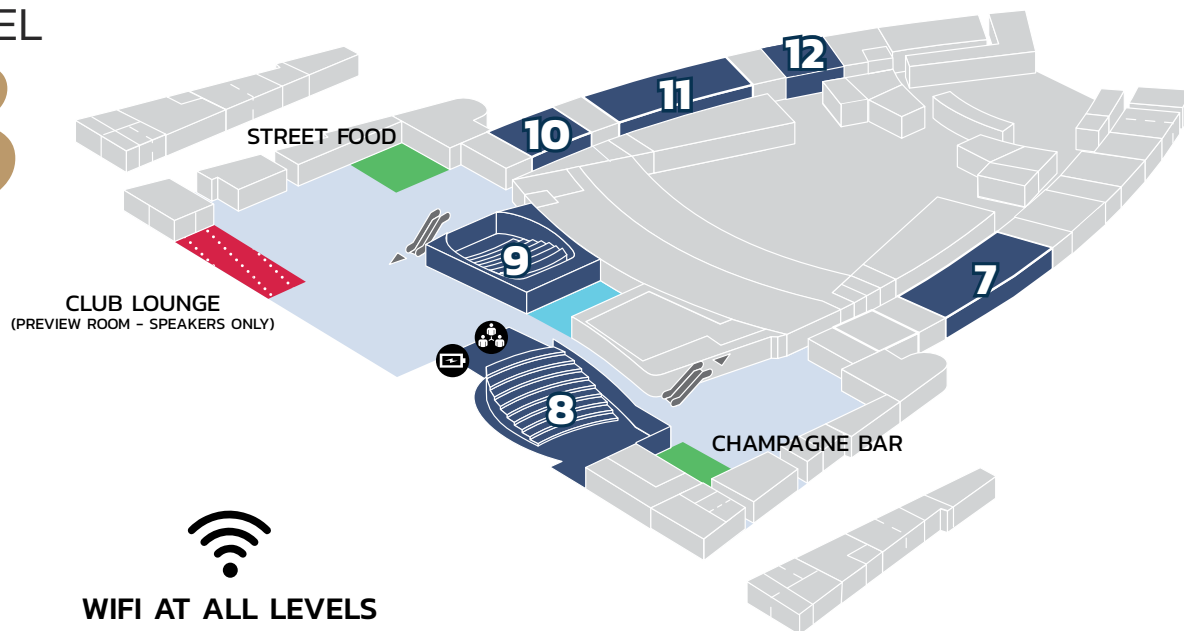 EL
3
12
11
10
STREET FOOD
9
7
CLUB LOUNGE
(PREVIEW ROOM - SPEAKERS ONLY)
8
CHAMPAGNE BAR
WIFI AT ALL LEVELS